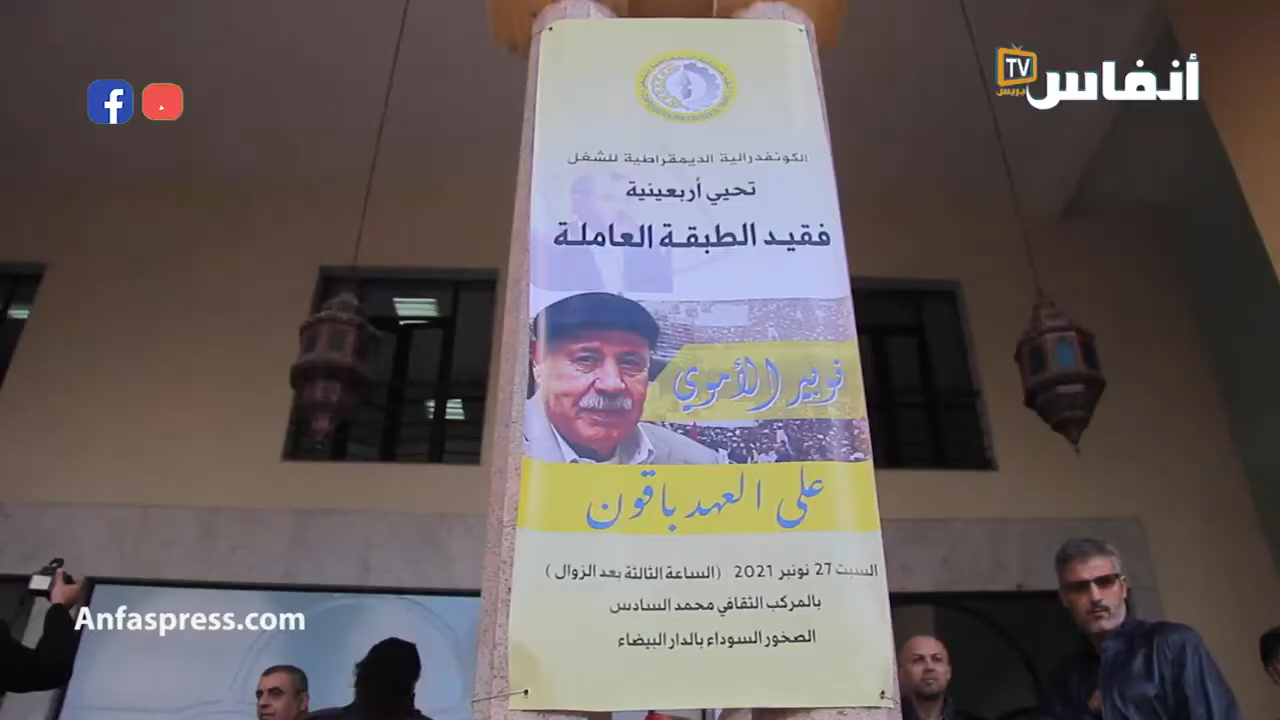 أنفاس
TV
بريس
الكونفدرالية الديمقراطية للشغل
تحيي أربعينية
فقيد الطبقة العاملة
نوبير الأموي
على العهد باقون
السبت 27 نونبر 2021 (الساعة الثالثة بعد الزوال)
بالمركب الثقافي محمد السادس
الصخور السوداء بالدار البيضاء
Anfaspress.com